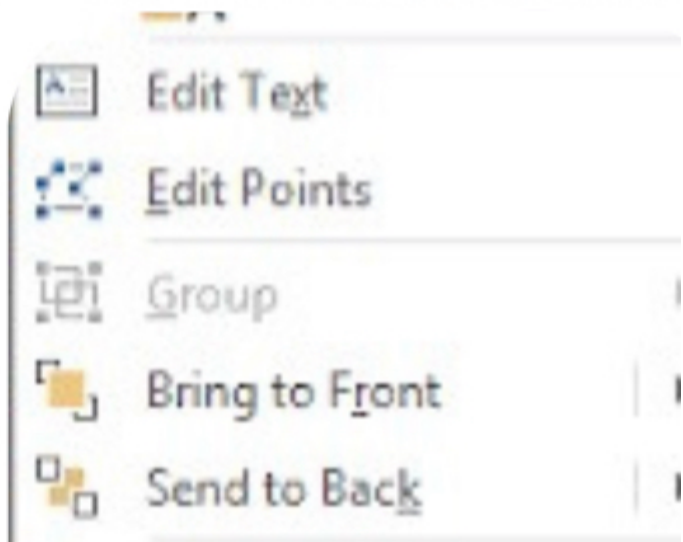 Edit Text
Edit Points
Group
Bring to Front
Send to Back